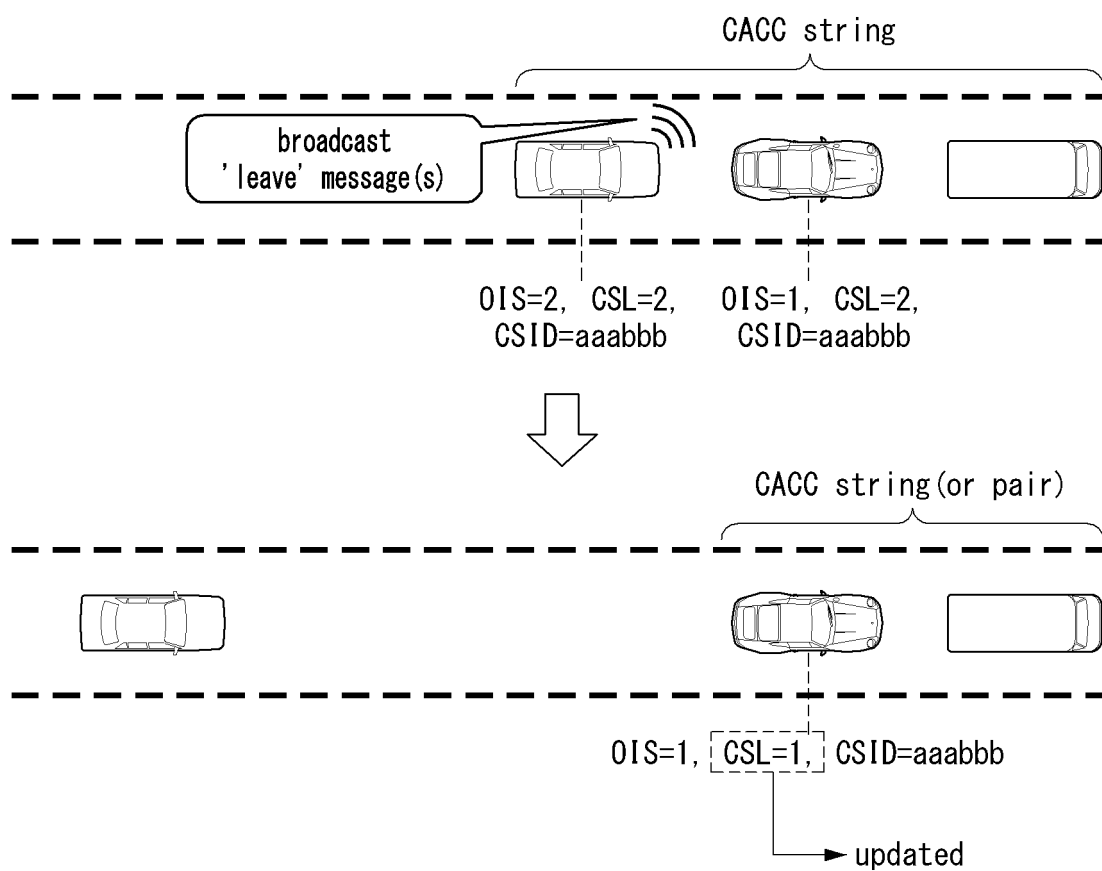 CACC string
broadcast
'leave' message(s)
OIS=2, CSL=2,
CSID=aaabbb
OIS=1, CSL=2,
CSID=aaabbb
CACC string(or pair)
OIS=1, CSL=1, CSID=aaabbb
updated